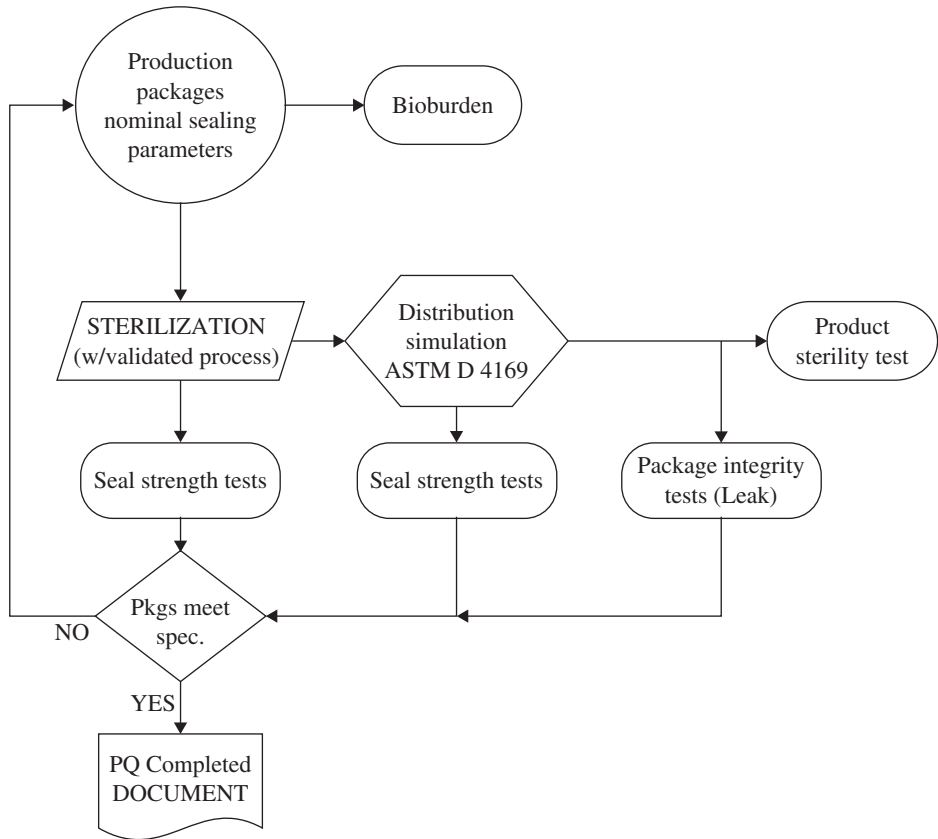 Production
packages
nominal sealing
parameters
Bioburden
STERILIZATION
(w/validated process)
Distribution
simulation
ASTM D 4169
Product
sterility test
Seal strength tests
Seal strength tests
Package integrity
tests (Leak)
Pkgs meet
spec.
NO
YES
PQ Completed
DOCUMENT